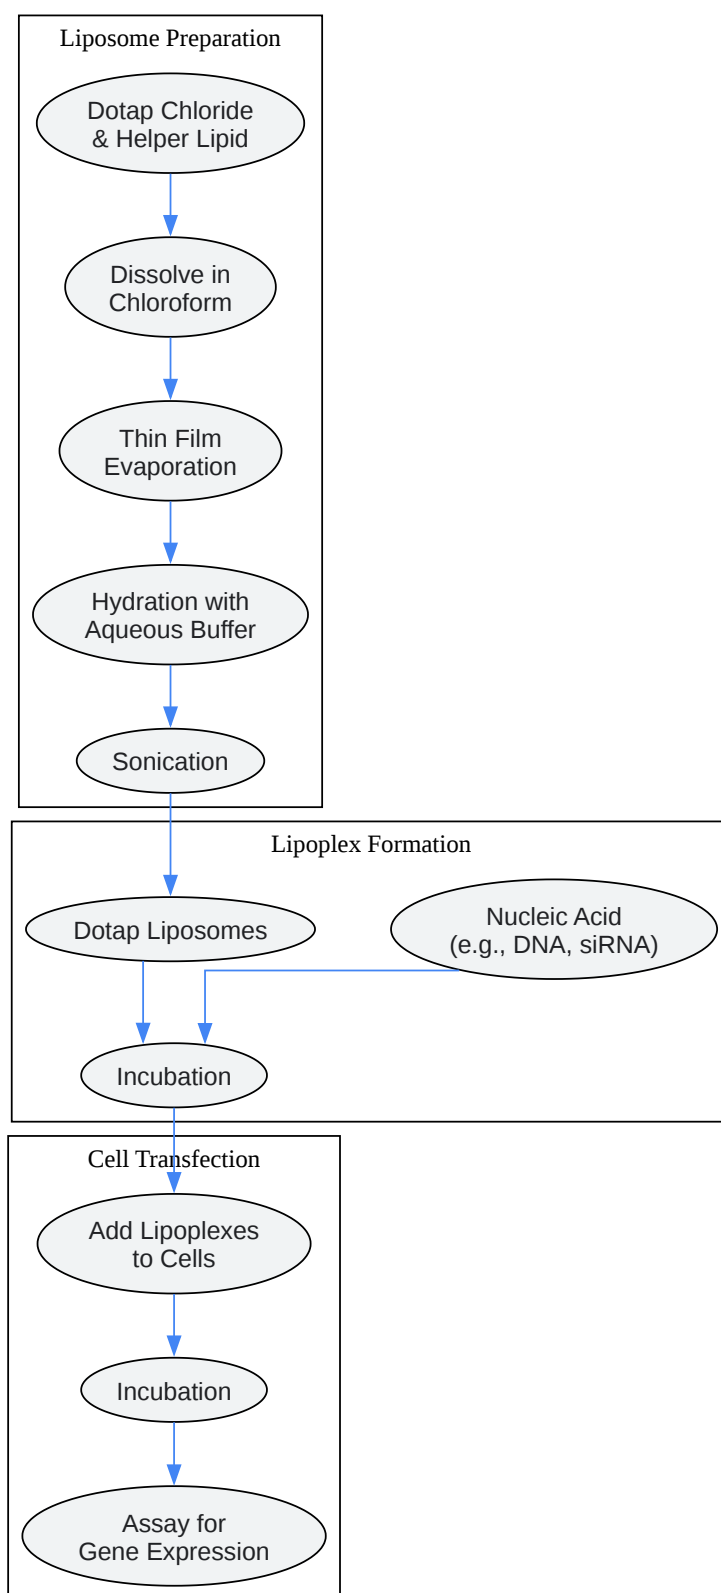 Liposome Preparation
Dotap Chloride
& Helper Lipid
Dissolve in
Chloroform
Thin Film
Evaporation
Hydration with
Aqueous Buffer
Sonication
Lipoplex Formation
Dotap Liposomes
Nucleic Acid
(e.g., DNA, siRNA)
Incubation
Cell Transfection
Add Lipoplexes
to Cells
Incubation
Assay for
Gene Expression